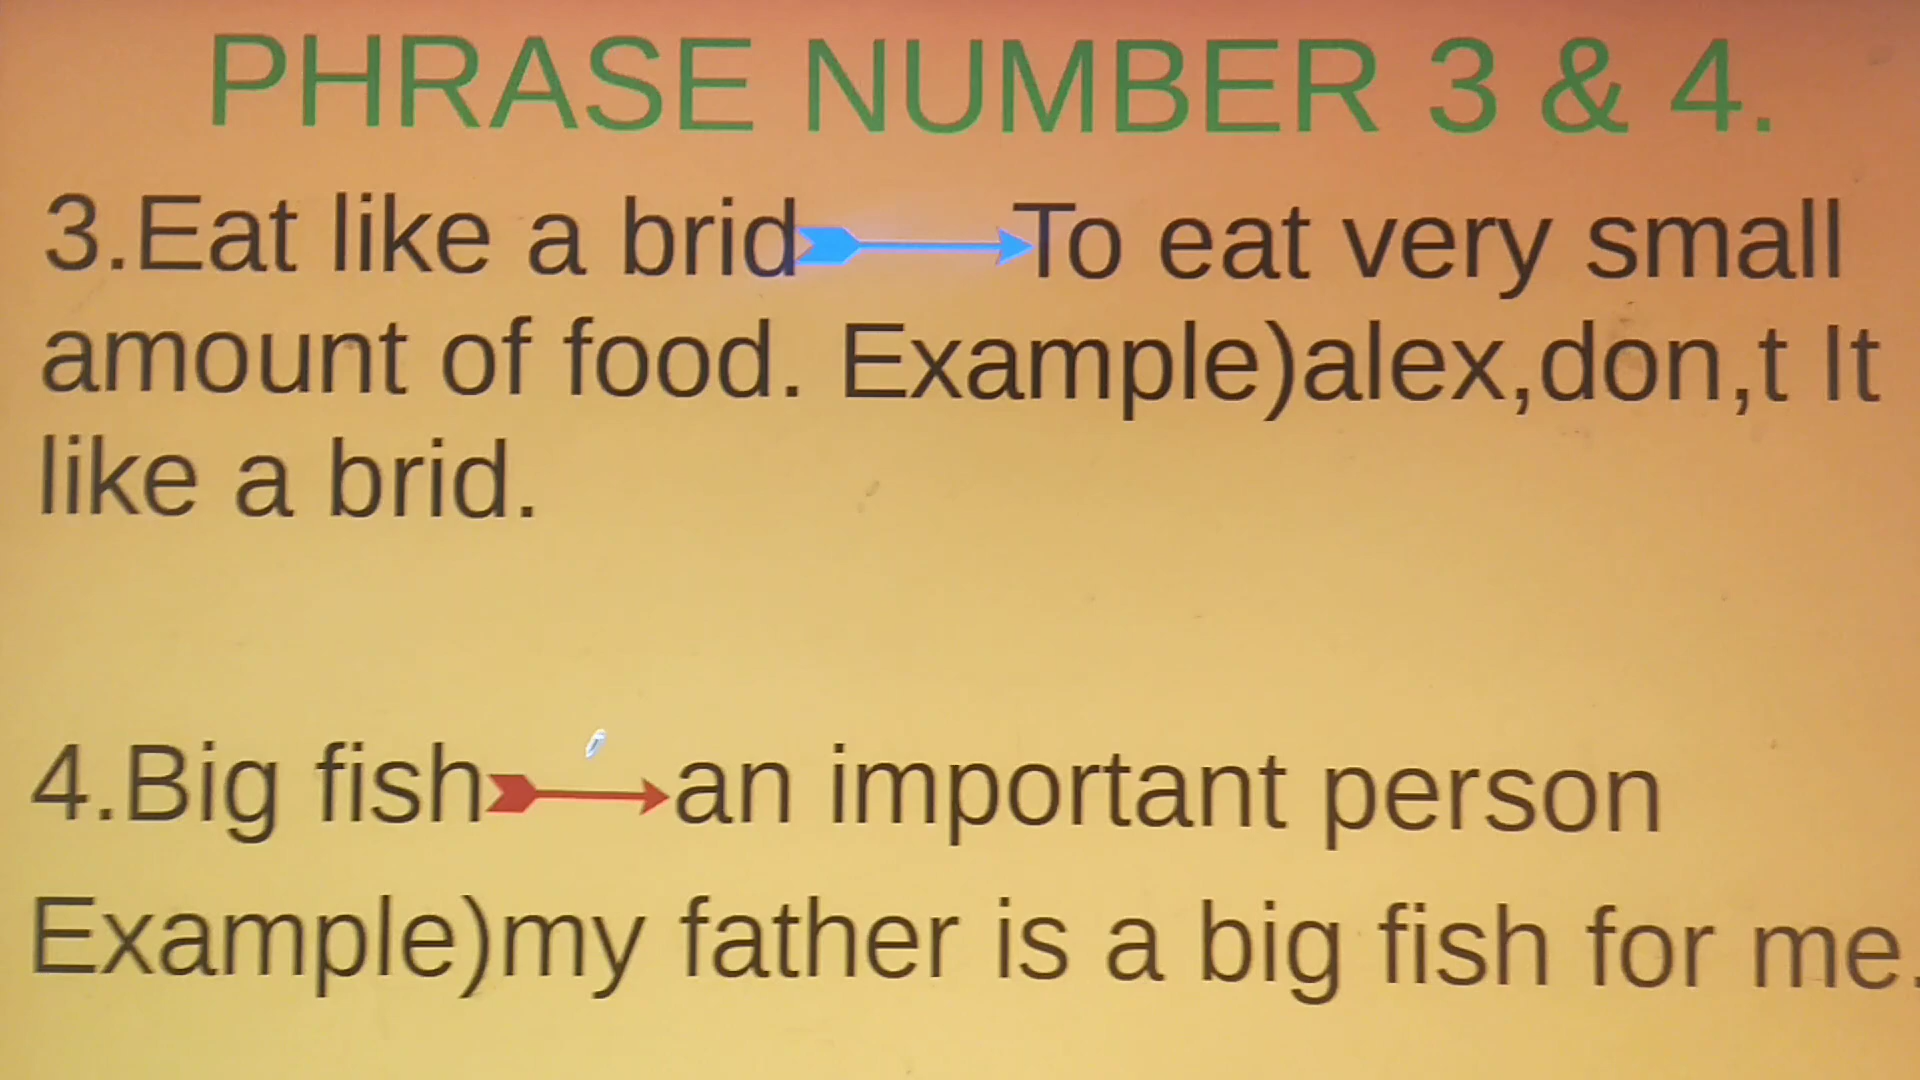 PHRASE NUMBER 3 & 4.
3.Eat like a brid To eat very small
amount of food. Example)alex,don,t It
like a brid.
4.Big fish an important person
Example)my father is a big fish for me.